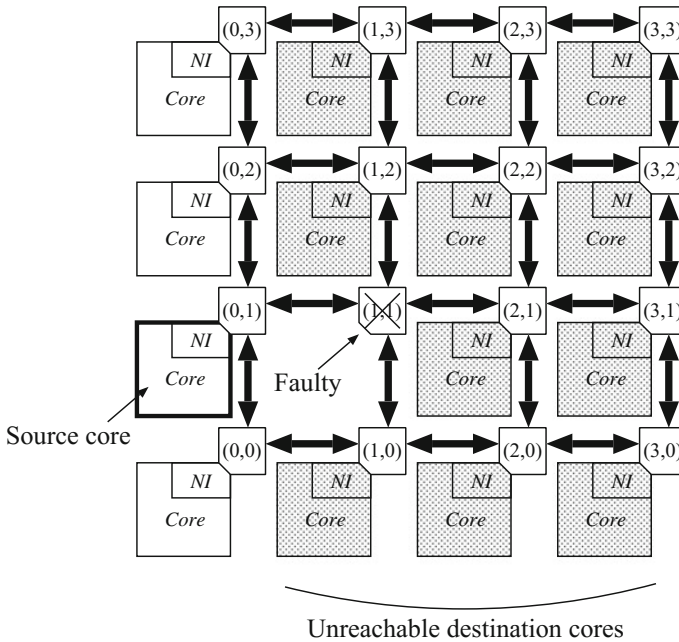 (0,3) (1,3) (2,3) (3,3)
NI NI NI NI
Core Core Core Core
(0,2) (1,2) (2,2) (3,2)
NI NI NI NI
Core Core Core Core
(0,1) (1,1) (2,1) (3,1)
NI NI NI
Faulty
Core Core Core
Source core
(0,0) (1,0) (2,0) (3,0)
NI NI NI NI
Core Core Core Core
Unreachable destination cores